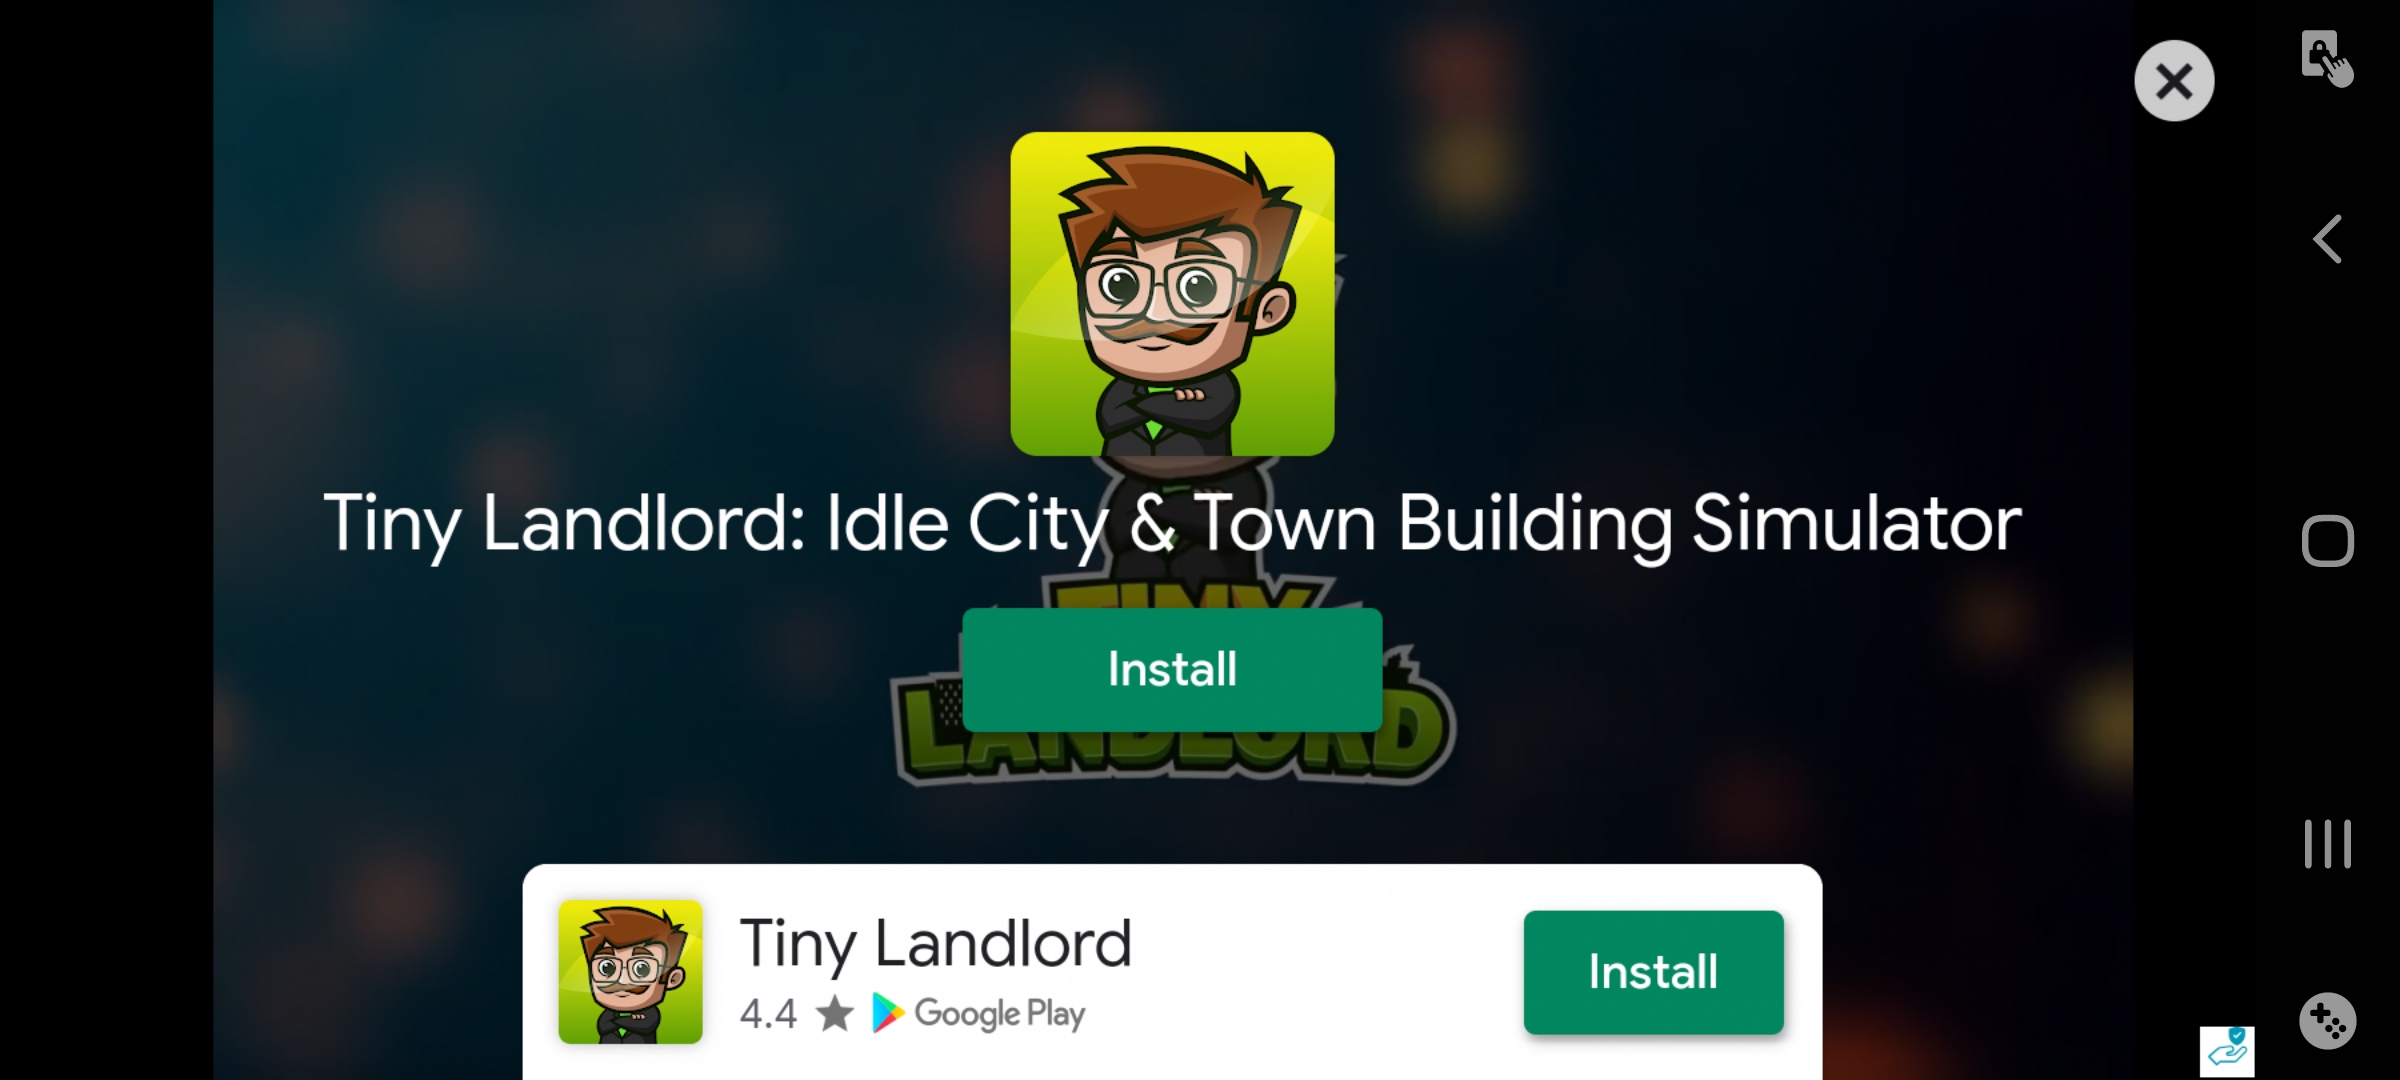 Tiny Landlord: Idle City & Town Building Simulator
TINY
Install
LANDLORD
Tiny Landlord
4.4 ★ Google Play
Install